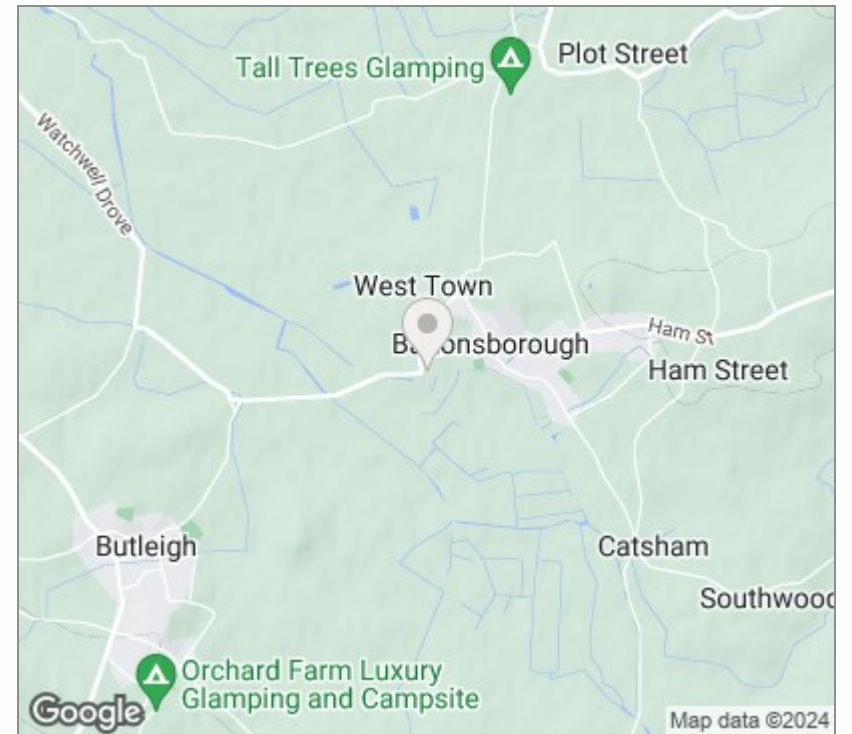 Tall Trees Glamping
Plot Street
Watchwell Drove
West Town
Ham St
Ham Street
Butleigh
Catsham
Southwood
Orchard Farm Luxury
Glamping and Campsite
Google
Map data ©2024